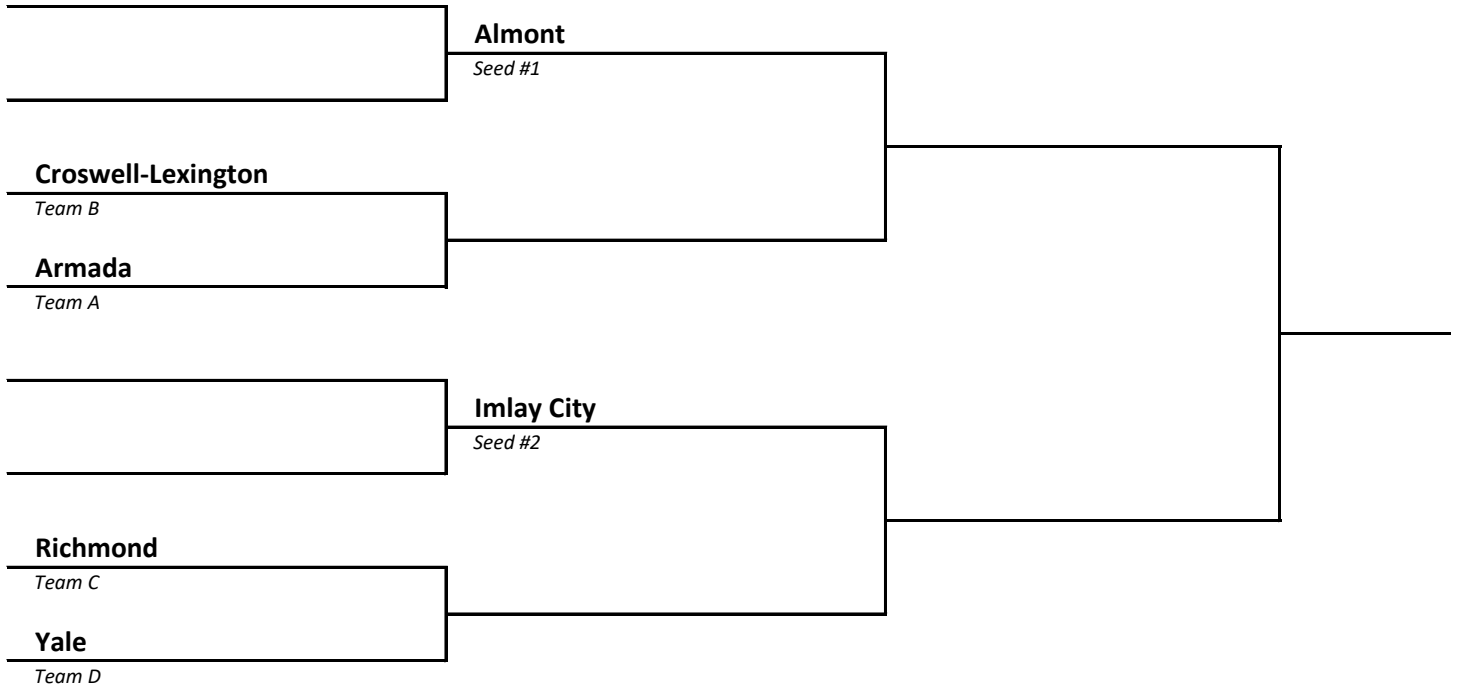 Almont
Seed #1
Croswell-Lexington
Team B
Armada
Team A
Imlay City
Seed #2
Richmond
Team C
Yale
Team D